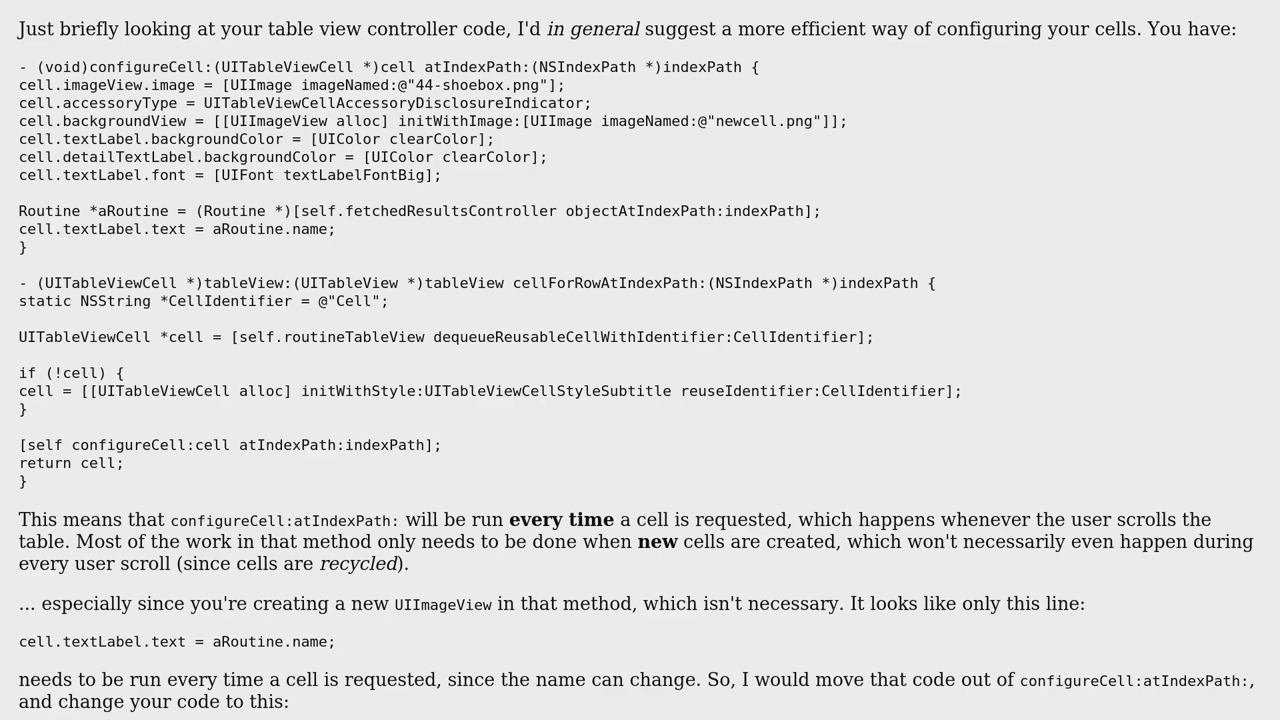 Just briefly looking at your table view controller code, I'd in general suggest a more efficient way of configuring your cells. You have:
- (void)configureCell:(UITableViewCell *)cell atIndexPath:(NSIndexPath *)indexPath {
cell.imageView.image = [UIImage imageNamed:@"44-shoebox.png"];
cell.accessoryType = UITableViewCellAccessoryDisclosureIndicator;
cell.backgroundView = [[UIImageView alloc] initWithImage:[UIImage imageNamed:@"newcell.png"]];
cell.textLabel.backgroundColor = [UIColor clearColor];
cell.detailTextLabel.backgroundColor = [UIColor clearColor];
cell.textLabel.font = [UIFont textLabelFontBig];
Routine *aRoutine = (Routine *)[self.fetchedResultsController objectAtIndexPath:indexPath];
cell.textLabel.text = aRoutine.name;
}
- (UITableViewCell *)tableView:(UITableView *)tableView cellForRowAtIndexPath:(NSIndexPath *)indexPath {
static NSString *CellIdentifier = @"Cell";
UITableViewCell *cell = [self.routineTableView dequeueReusableCellWithIdentifier:CellIdentifier];
if (!cell) {
cell = [[UITableViewCell alloc] initWithStyle:UITableViewCellStyleSubtitle reuseIdentifier:CellIdentifier];
}
[self configureCell:cell atIndexPath:indexPath];
return cell;
}
This means that configureCell:atIndexPath: will be run every time a cell is requested, which happens whenever the user scrolls the
table. Most of the work in that method only needs to be done when new cells are created, which won't necessarily even happen during
every user scroll (since cells are recycled).
... especially since you're creating a new UIImageView in that method, which isn't necessary. It looks like only this line:
cell.textLabel.text = aRoutine.name;
needs to be run every time a cell is requested, since the name can change. So, I would move that code out of configureCell:atIndexPath:,
and change your code to this: